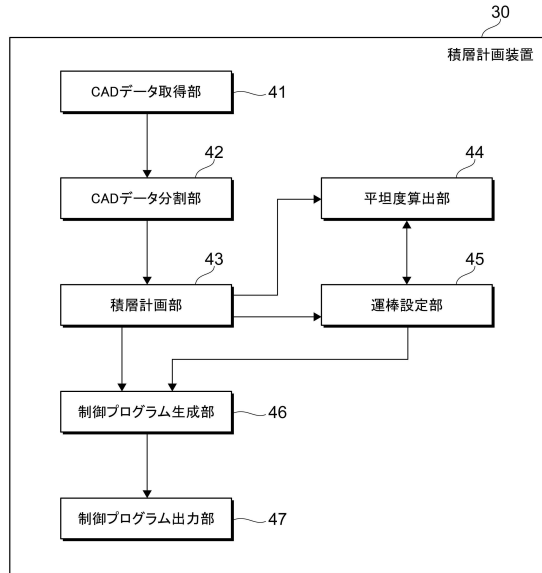 30
積層計画装置
CADデータ取得部
41
42
CADデータ分割部
44
平坦度算出部
43
積層計画部
45
運棒設定部
制御プログラム生成部
46
制御プログラム出力部
47